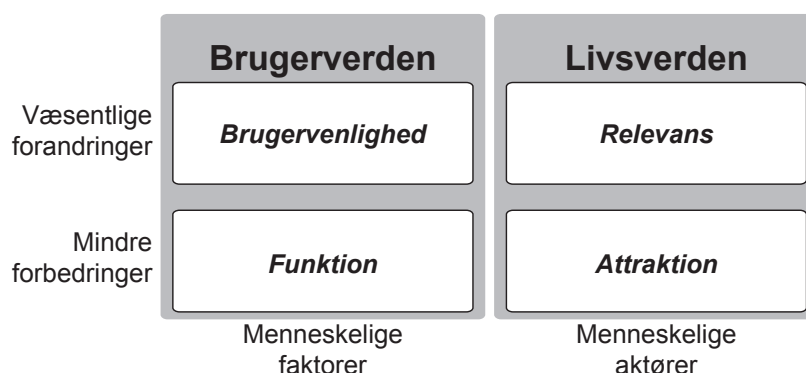 Brugerverden
Livsverden
Væsentlige
forandringer
Brugervenlighed
Relevans
Mindre
forbedringer
Funktion
Attraktion
Menneskelige
faktorer
Menneskelige
aktører